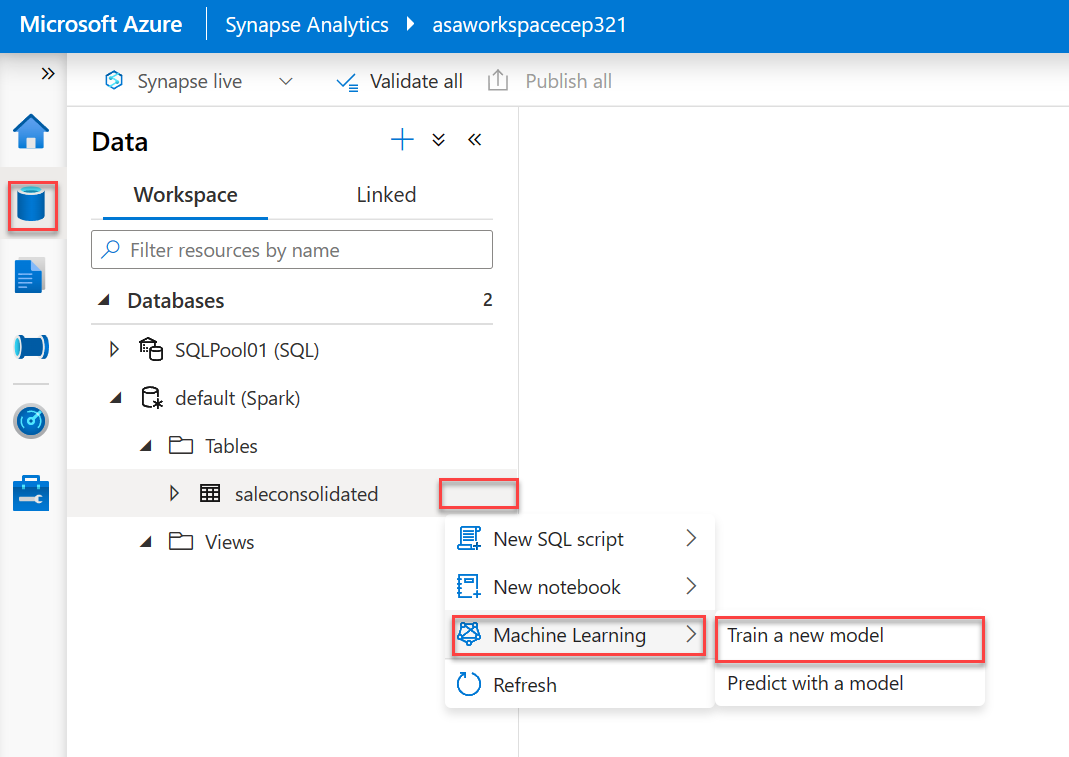 Microsoft Azure Synapse Analytics asaworkspacecep321
Synapse live Validate all Publish all
Data
Workspace Linked
Filter resources by name
Databases 2
SQLPool01 (SQL)
default (Spark)
Tables
saleconsolidated
Views
New SQL script
New notebook
Machine Learning
Refresh
Train a new model
Predict with a model